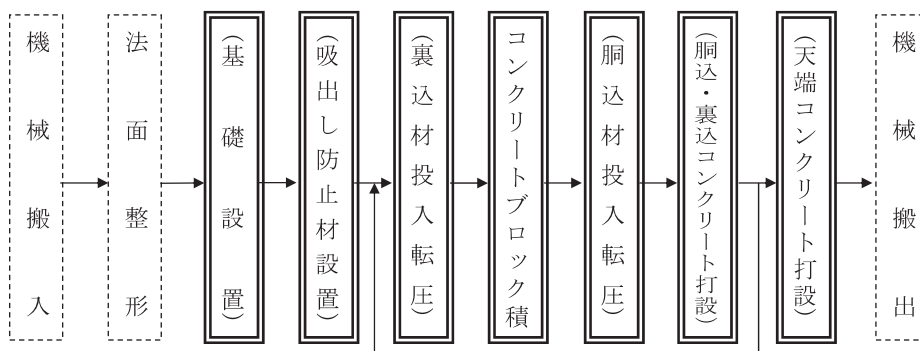 機械搬入
法面整形
(基礎設置)
(吸出し防止材設置)
(裏込材投入転圧)
コンクリートブロック積
(胴込材投入転圧)
(胴込・裏込コンクリート打設)
(天端コンクリート打設)
機械搬出